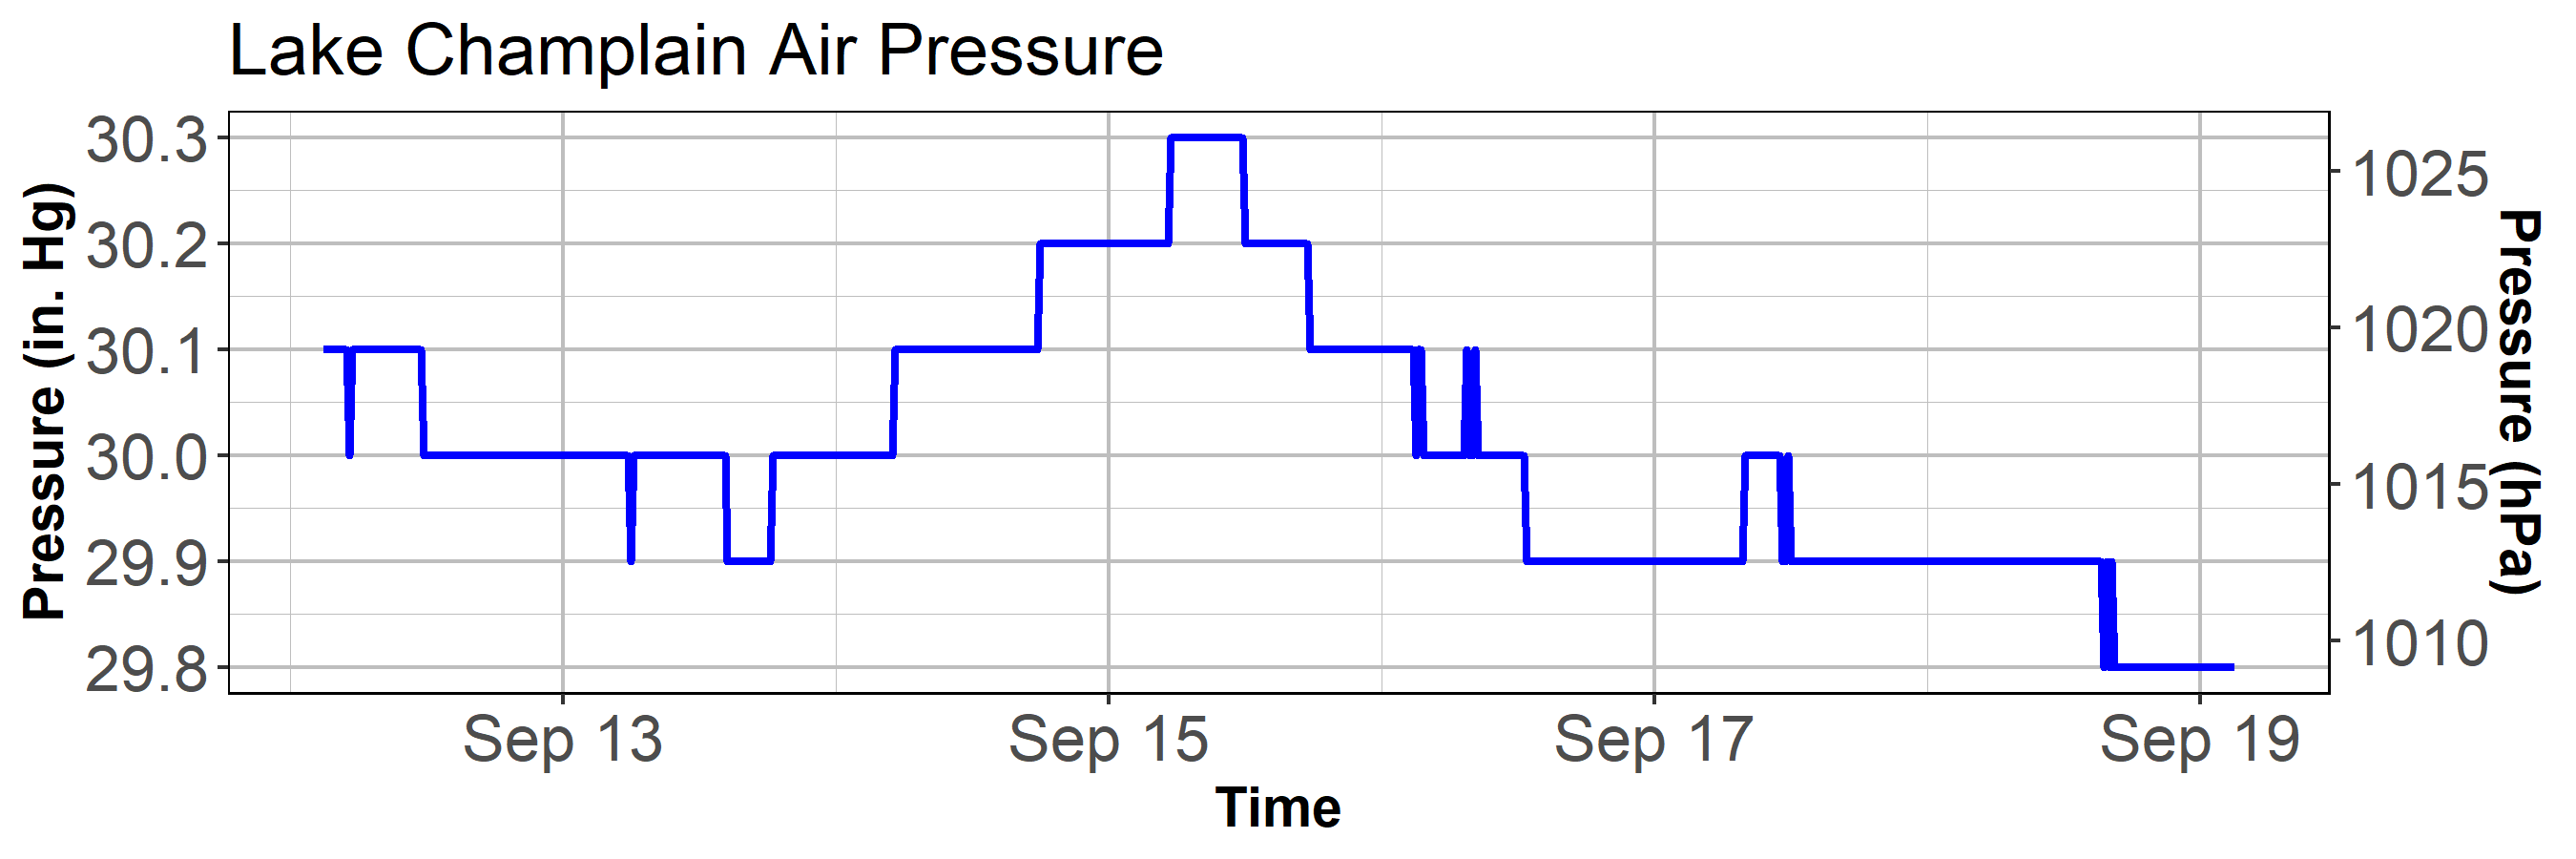 Lake Champlain Air Pressure
30.3
30.2
30.1
30.0
29.9
29.8
Pressure (in. Hg)
1025
1020
1015
1010
Pressure (hPa)
Sep 13 Sep 15 Sep 17 Sep 19
Time